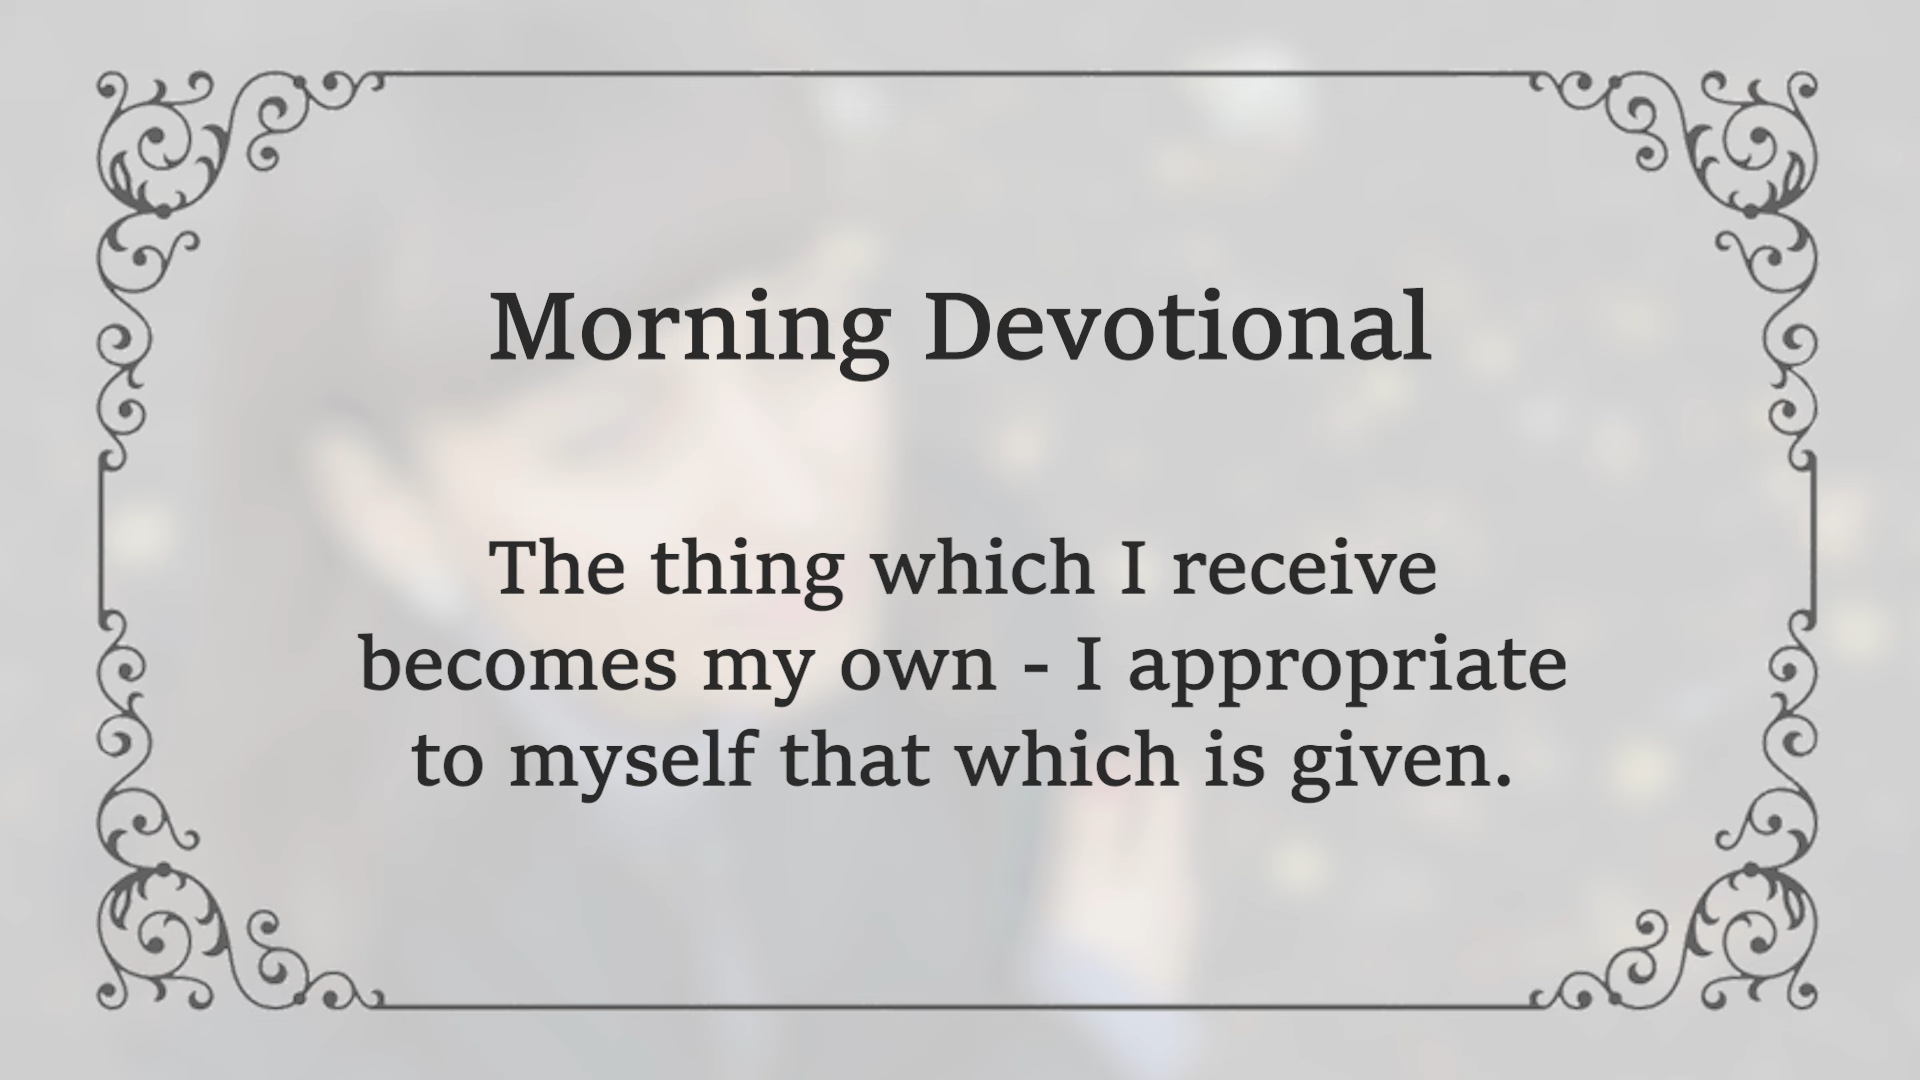 Morning Devotional
The thing which I receive
becomes my own - I appropriate
to myself that which is given.